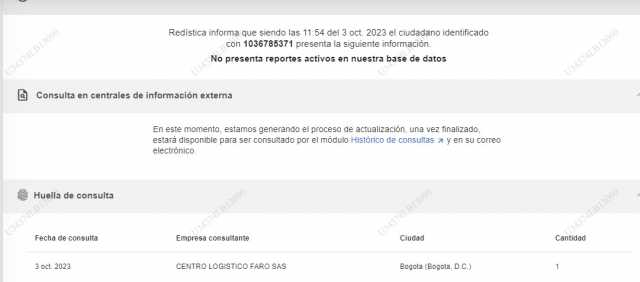 Redística informa que siendo las 11:54 del 3 oct. 2023 el ciudadano identificado
con 1036785371 presenta la siguiente información.
No presenta reportes activos en nuestra base de datos
Consulta en centrales de información externa
En este momento, estamos generando el proceso de actualización, una vez finalizado,
estará disponible para ser consultado por el módulo Histórico de consultas y en su correo
electrónico.
Huella de consulta
Fecha de consulta Empresa consultante Ciudad Cantidad
3 oct. 2023 CENTRO LOGISTICO FARO SAS Bogota (Bogota, D.C.) 1